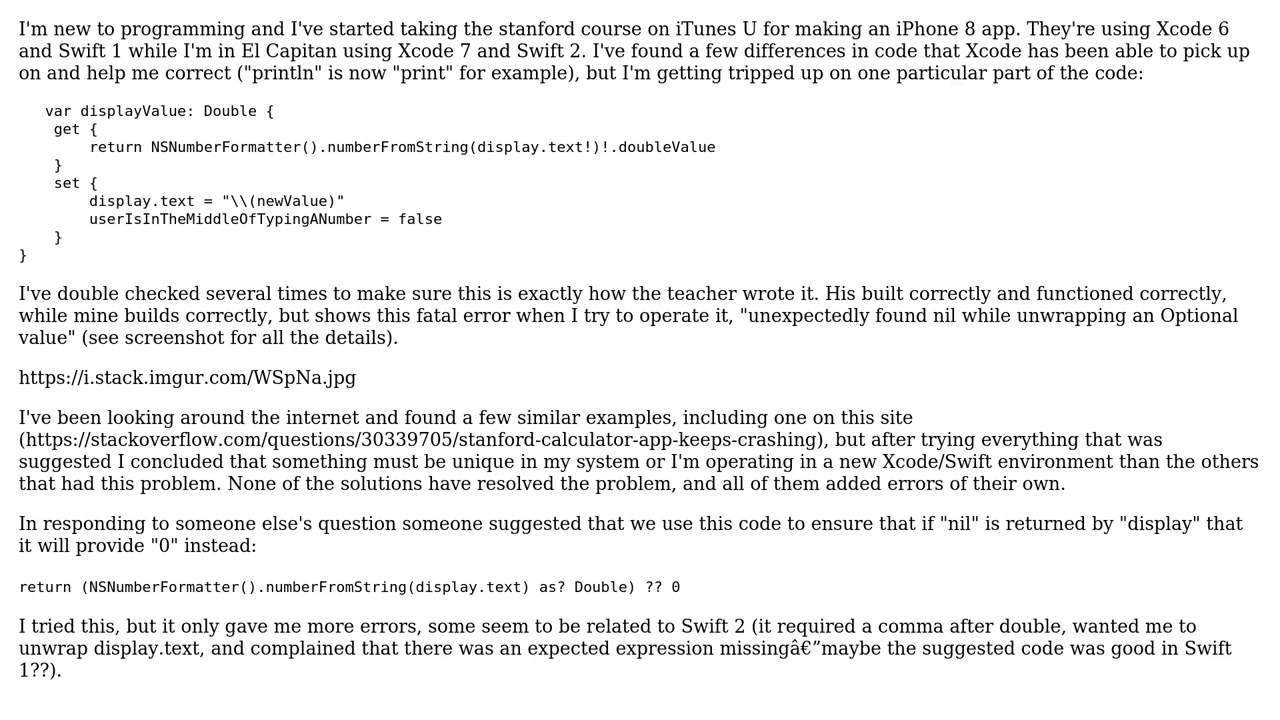 I'm new to programming and I've started taking the stanford course on iTunes U for making an iPhone 8 app. They're using Xcode 6
and Swift 1 while I'm in El Capitan using Xcode 7 and Swift 2. I've found a few differences in code that Xcode has been able to pick up
on and help me correct ("println" is now "print" for example), but I'm getting tripped up on one particular part of the code:
var displayValue: Double {
get {
return NSNumberFormatter().numberFromString(display.text!)!.doubleValue
}
set {
display.text = "\\(newValue)"
userIsInTheMiddleOfTypingANumber = false
}
}
I've double checked several times to make sure this is exactly how the teacher wrote it. His built correctly and functioned correctly,
while mine builds correctly, but shows this fatal error when I try to operate it, "unexpectedly found nil while unwrapping an Optional
value" (see screenshot for all the details).
https://i.stack.imgur.com/WSpNa.jpg
I've been looking around the internet and found a few similar examples, including one on this site
(https://stackoverflow.com/questions/30339705/stanford-calculator-app-keeps-crashing), but after trying everything that was
suggested I concluded that something must be unique in my system or I'm operating in a new Xcode/Swift environment than the others
that had this problem. None of the solutions have resolved the problem, and all of them added errors of their own.
In responding to someone else's question someone suggested that we use this code to ensure that if "nil" is returned by "display" that
it will provide "0" instead:
return (NSNumberFormatter().numberFromString(display.text) as? Double) ?? 0
I tried this, but it only gave me more errors, some seem to be related to Swift 2 (it required a comma after double, wanted me to
unwrap display.text, and complained that there was an expected expression missingâ€”maybe the suggested code was good in Swift
1??).